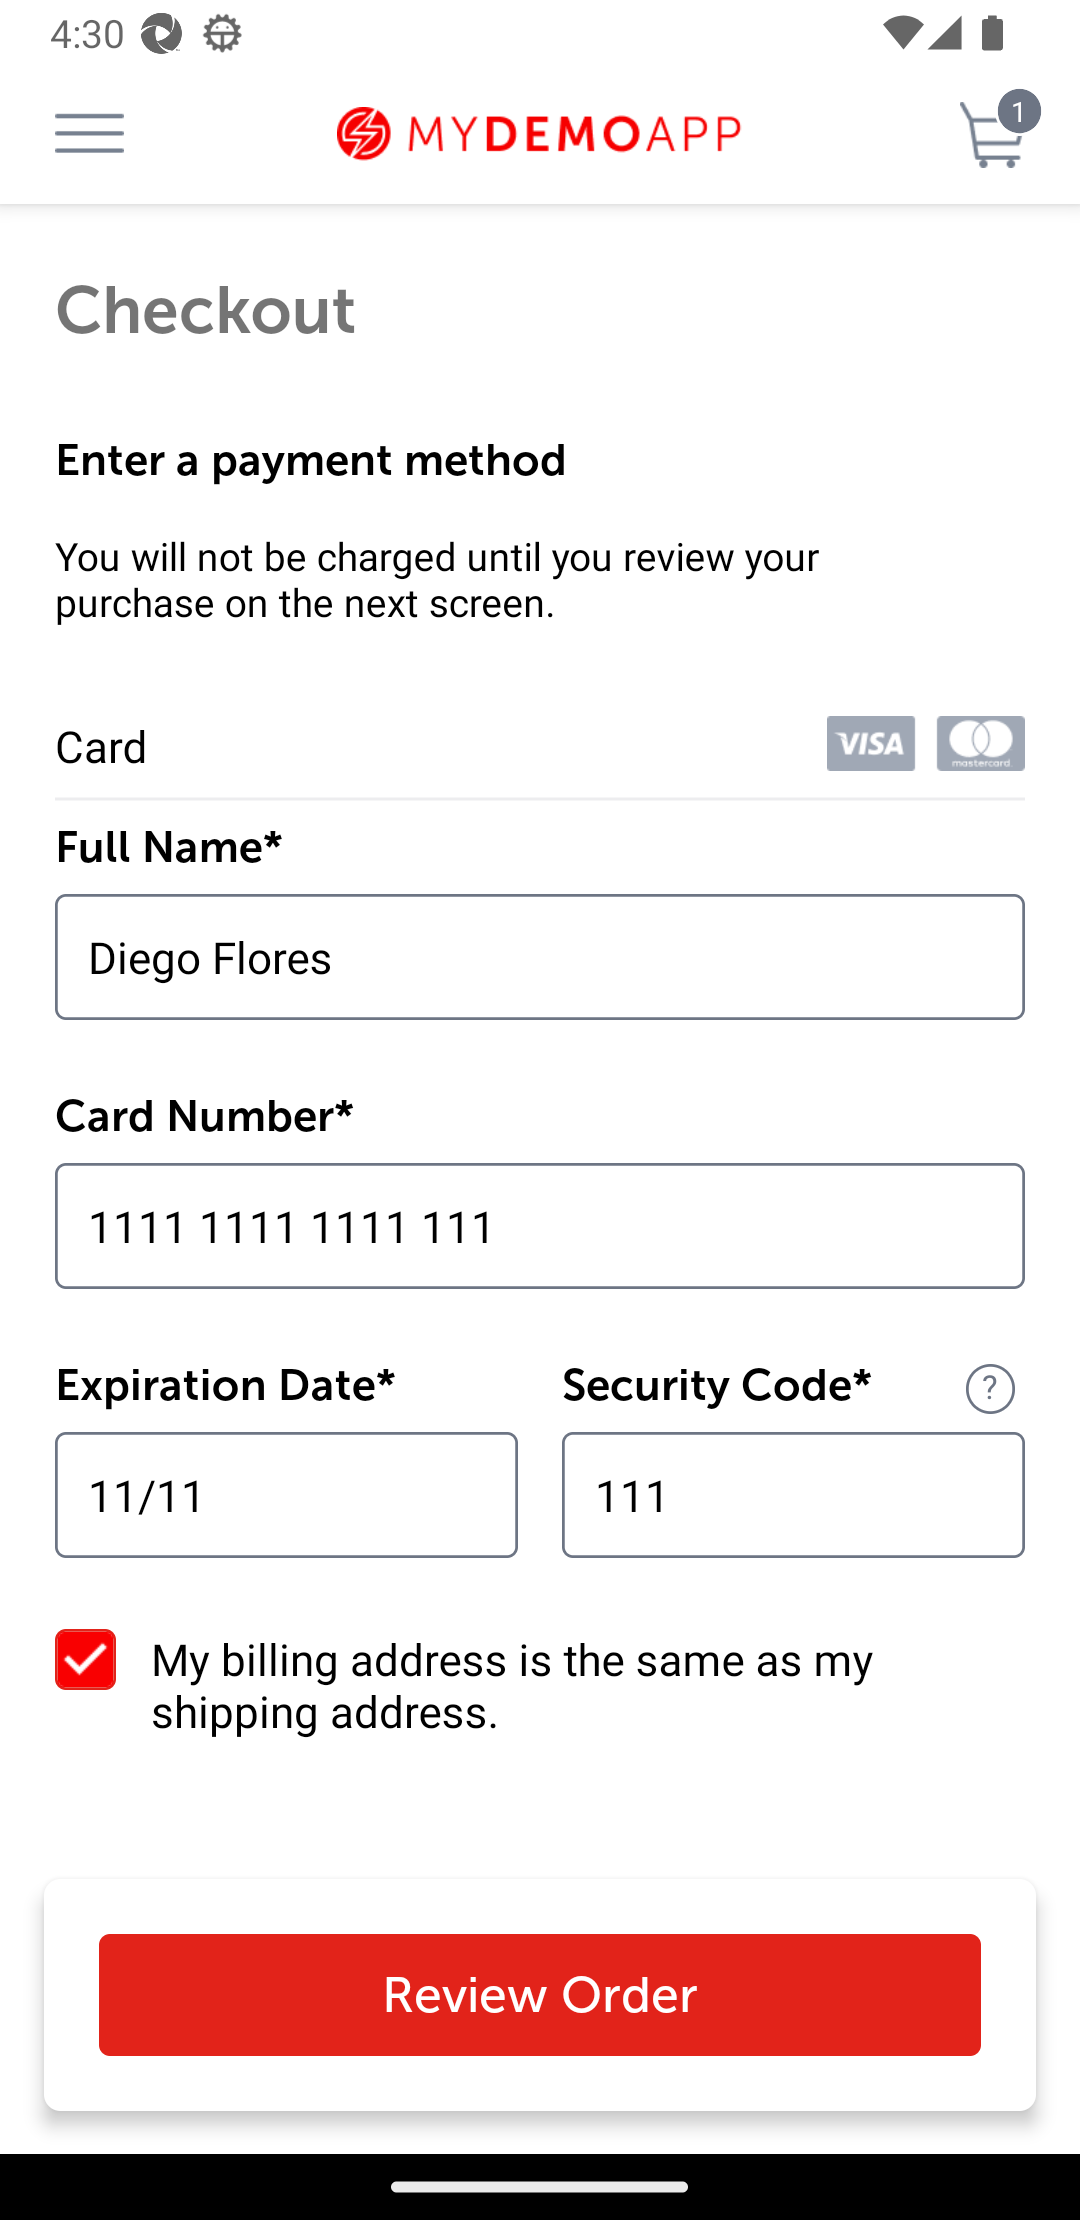 4:30
MYDEMOAPP
1
Checkout
Enter a payment method
You will not be charged until you review your
purchase on the next screen.
Card
VISA
mastercard.
Full Name*
Diego Flores
Card Number*
1111 1111 1111 111
Expiration Date*
Security Code*
?
11/11
111
My billing address is the same as my
shipping address.
Review Order